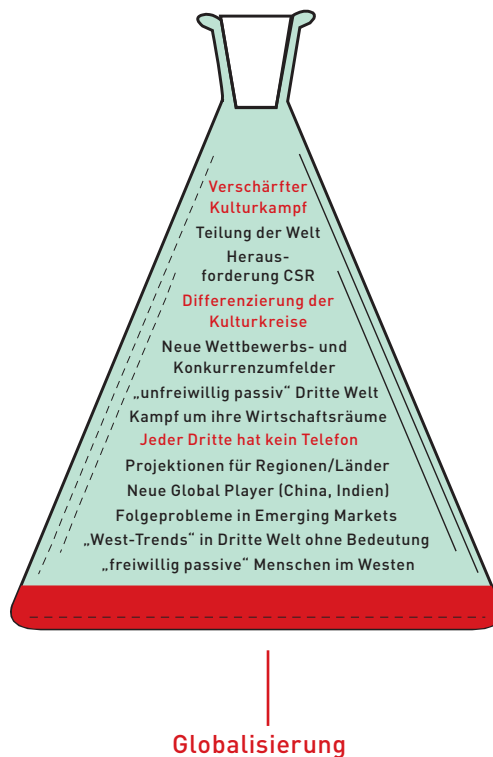 Verschärfter
Kulturkampf
Teilung der Welt
Heraus-
forderung CSR
Differenzierung der
Kulturkreise
Neue Wettbewerbs- und
Konkurrenzumfelder
„unfreiwillig passiv“ Dritte Welt
Kampf um ihre Wirtschaftsräume
Jeder Dritte hat kein Telefon
Projektionen für Regionen/Länder
Neue Global Player (China, Indien)
Folgeprobleme in Emerging Markets
„West-Trends“ in Dritte Welt ohne Bedeutung
„freiwillig passive“ Menschen im Westen
Globalisierung